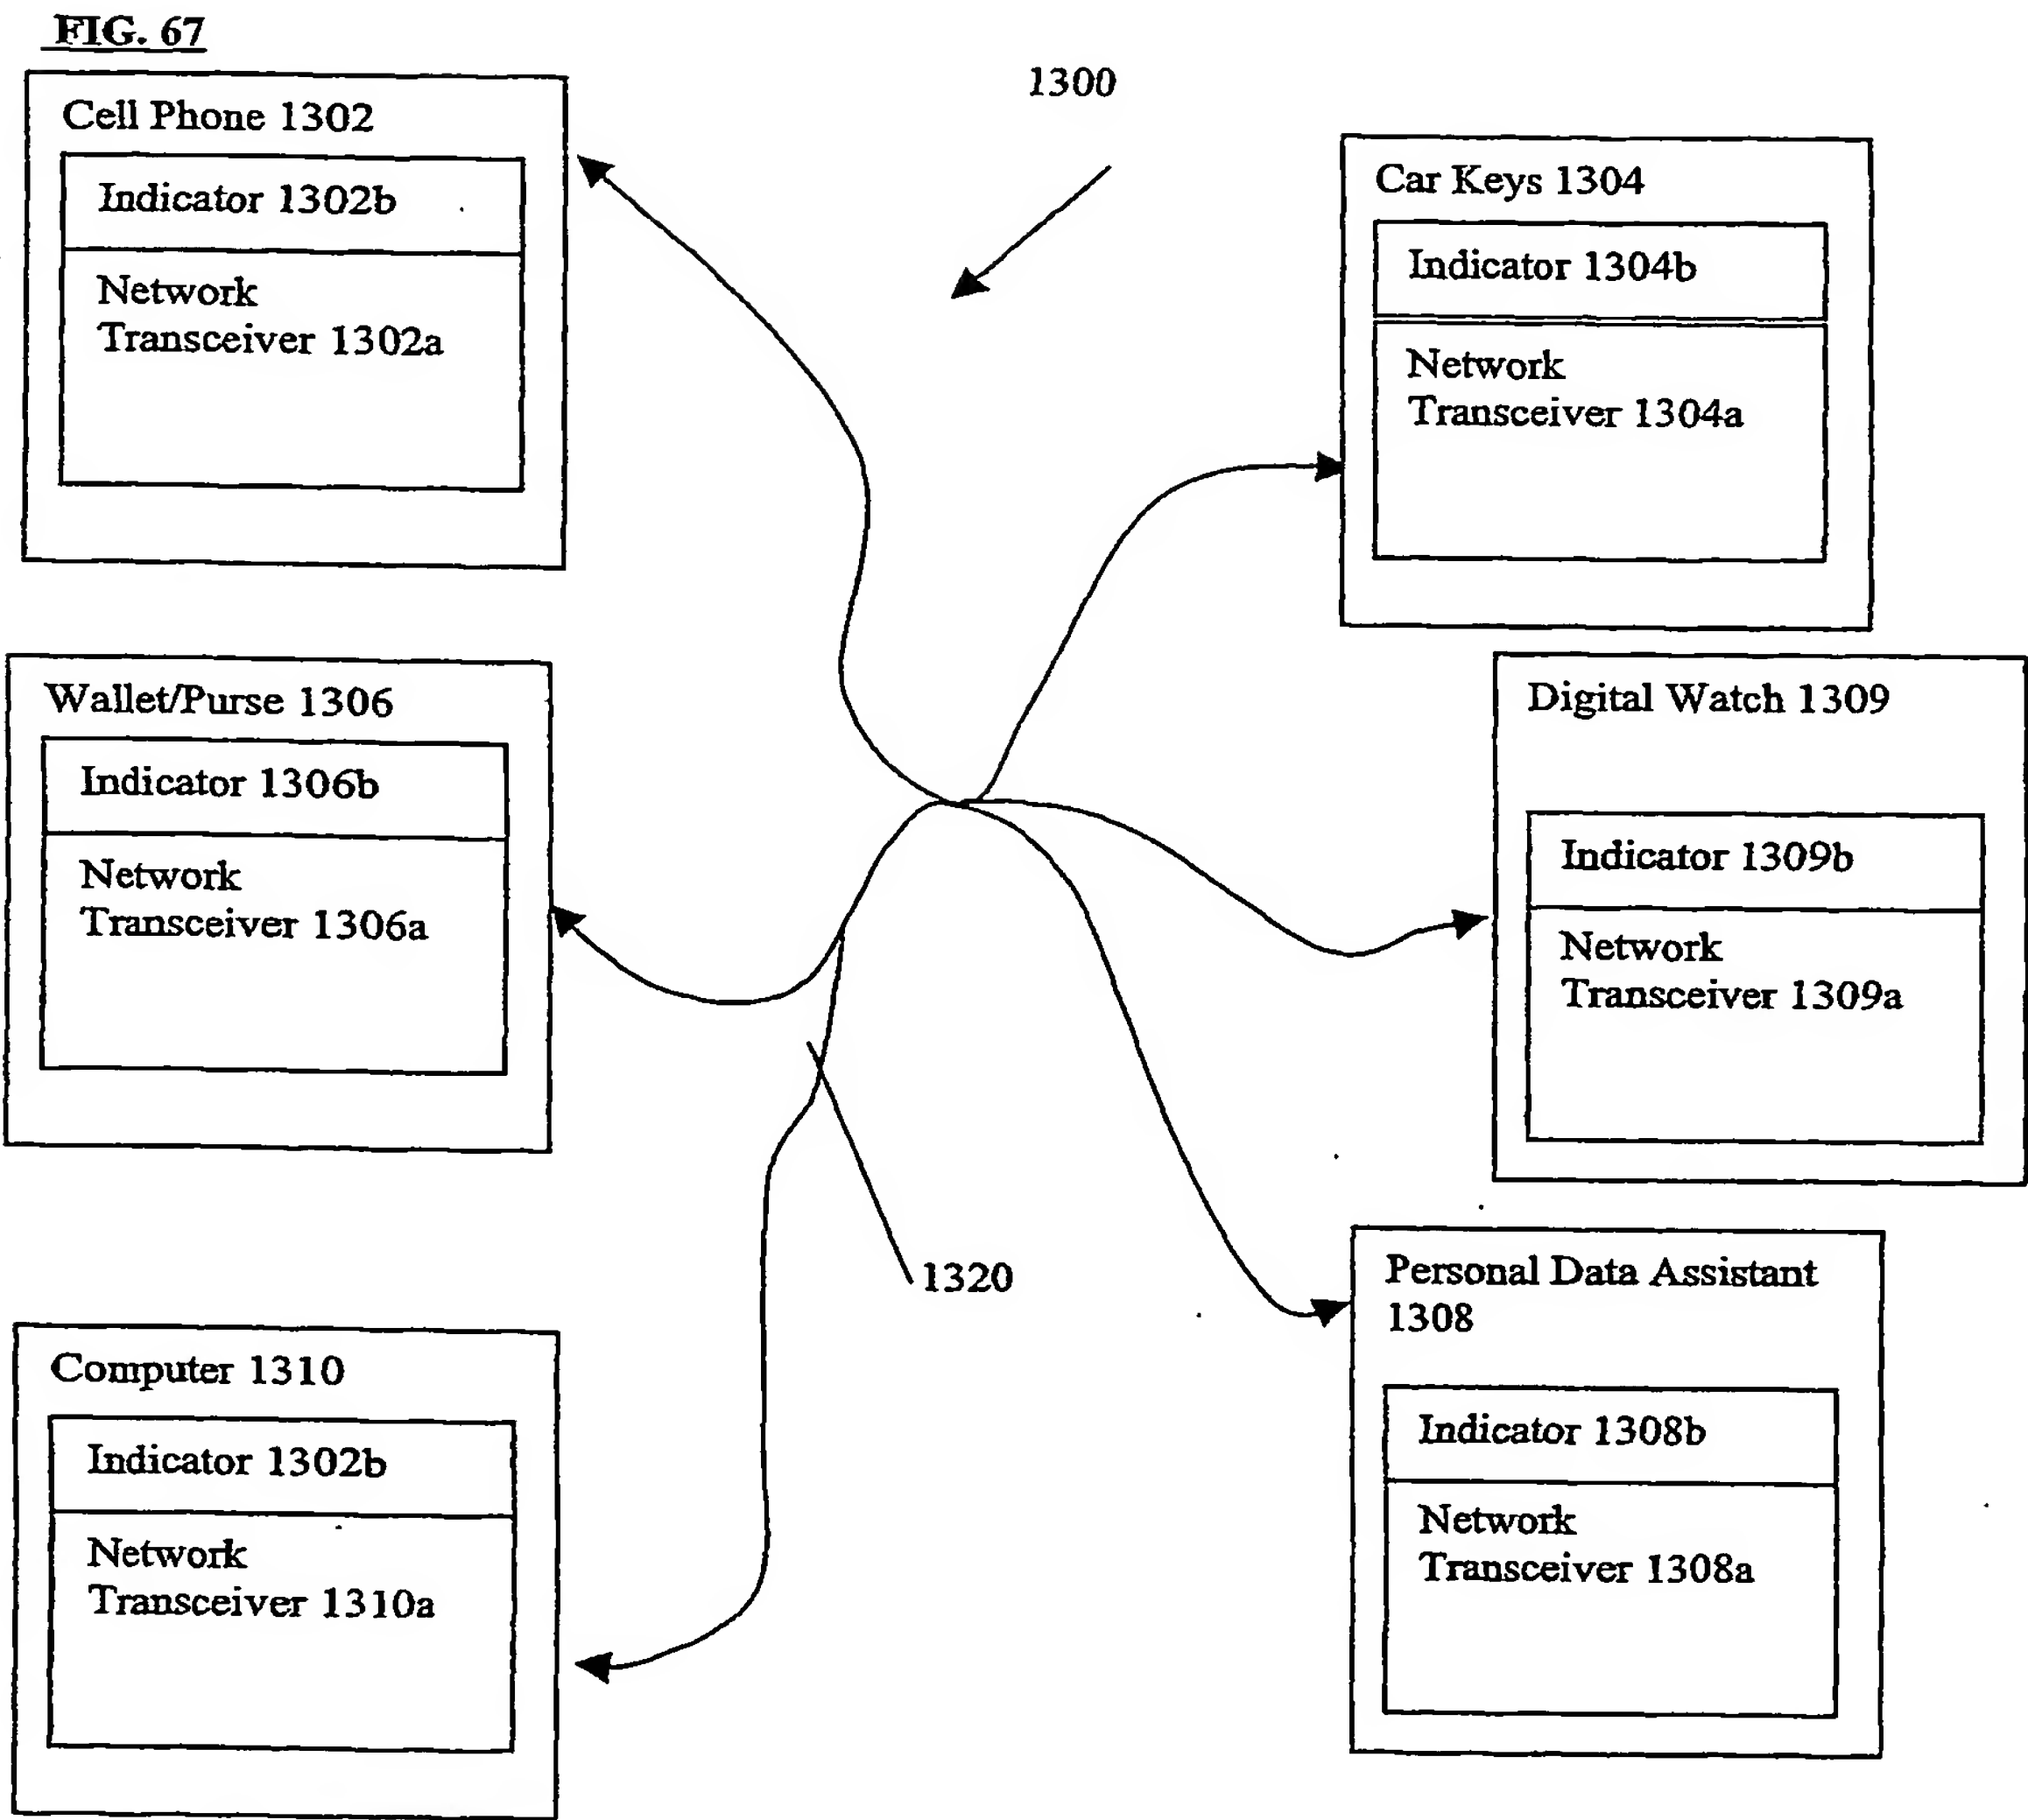 FIG. 67
1300
Cell Phone 1302
Indicator 1302b
Network
Transceiver 1302a
Car Keys 1304
Indicator 1304b
Network
Transceiver 1304a
Wallet/Purse 1306
Indicator 1306b
Network
Transceiver 1306a
Digital Watch 1309
Indicator 1309b
Network
Transceiver 1309a
1320
Computer 1310
Indicator 1302b
Network
Transceiver 1310a
Personal Data Assistant
1308
Indicator 1308b
Network
Transceiver 1308a